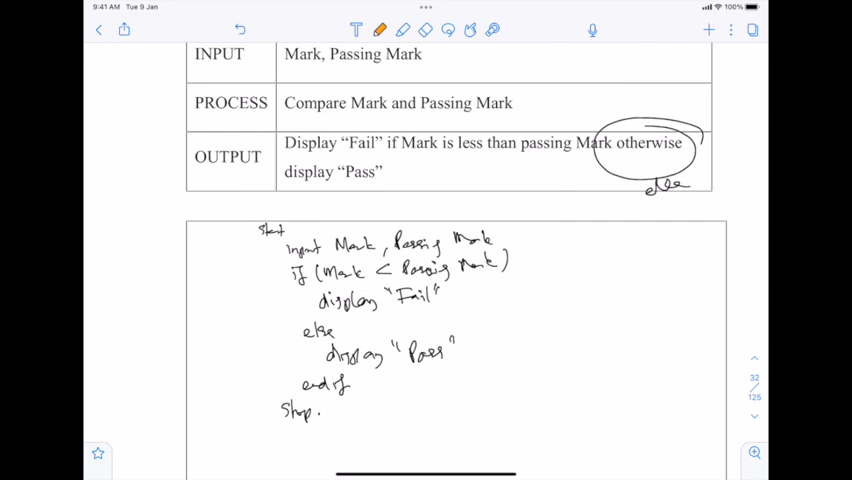 9:41 AM Tue 9 Jan
100%
INPUT
Mark, Passing Mark
PROCESS
Compare Mark and Passing Mark
OUTPUT
Display “Fail” if Mark is less than passing Mark otherwise
display “Pass”
else
Start
input Mark, Passing Mark
if (Mark < Passing Mark)
display "Fail"
else
display "Pass"
endif
Stop.
32
125